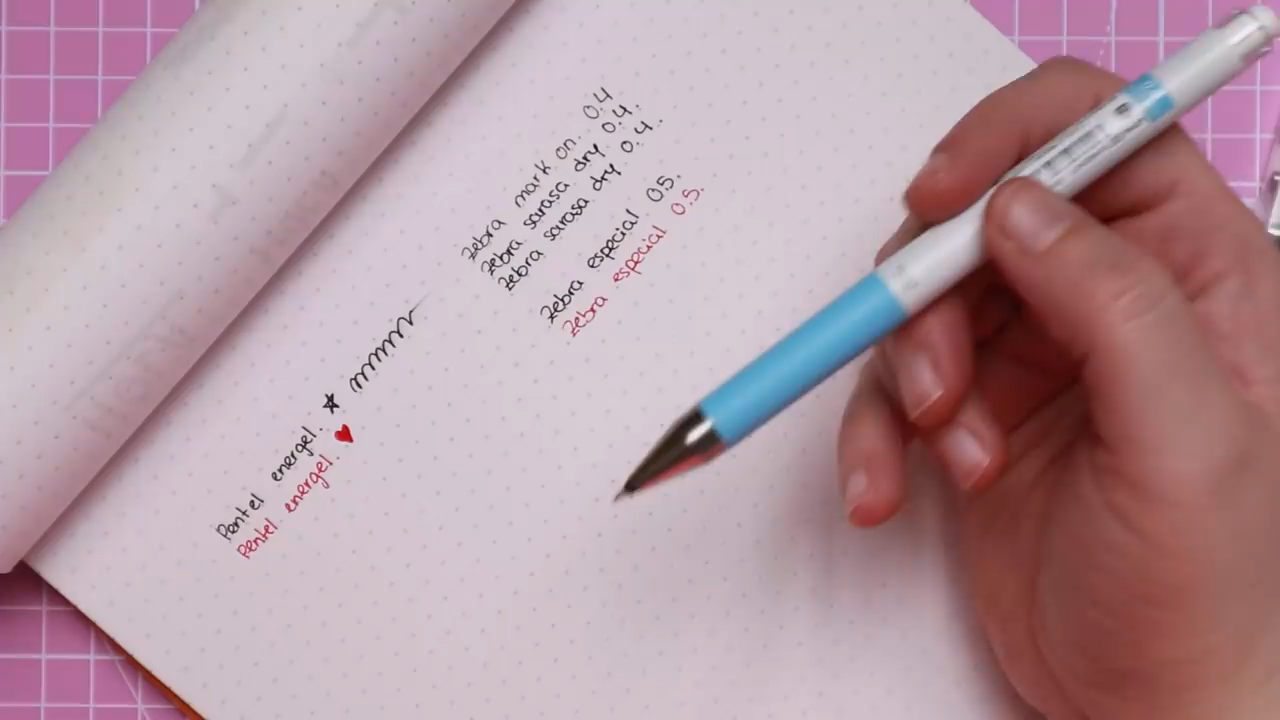 zebra mark on. 0.4
zebra sarasa dry 0.4.
zebra sarasa dry 0.4.
zebra especial 0.5.
zebra especial 0.5.
Pentel energel.
Pentel energel.